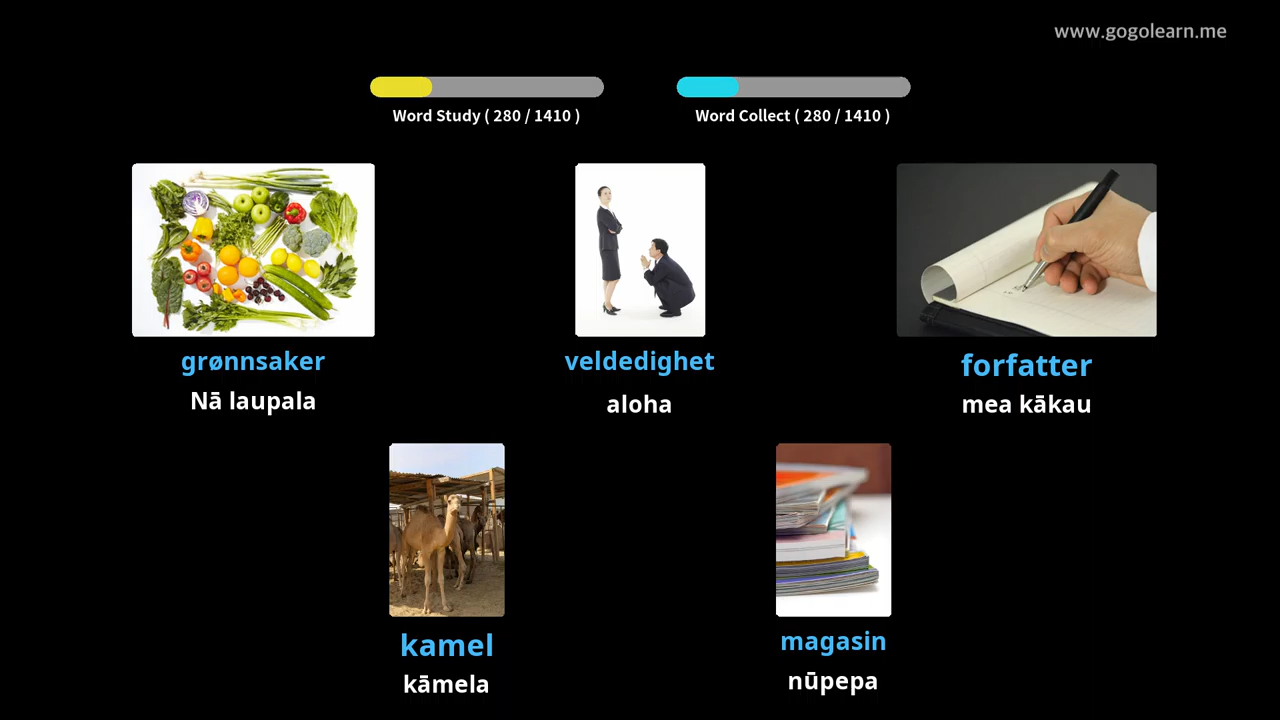 www.gogolearn.me
Word Study ( 280 / 1410 )
Word Collect ( 280 / 1410 )
grønnsaker
Nā laupala
veldedighet
aloha
forfatter
mea kākau
kamel
kāmela
magasin
nūpepa